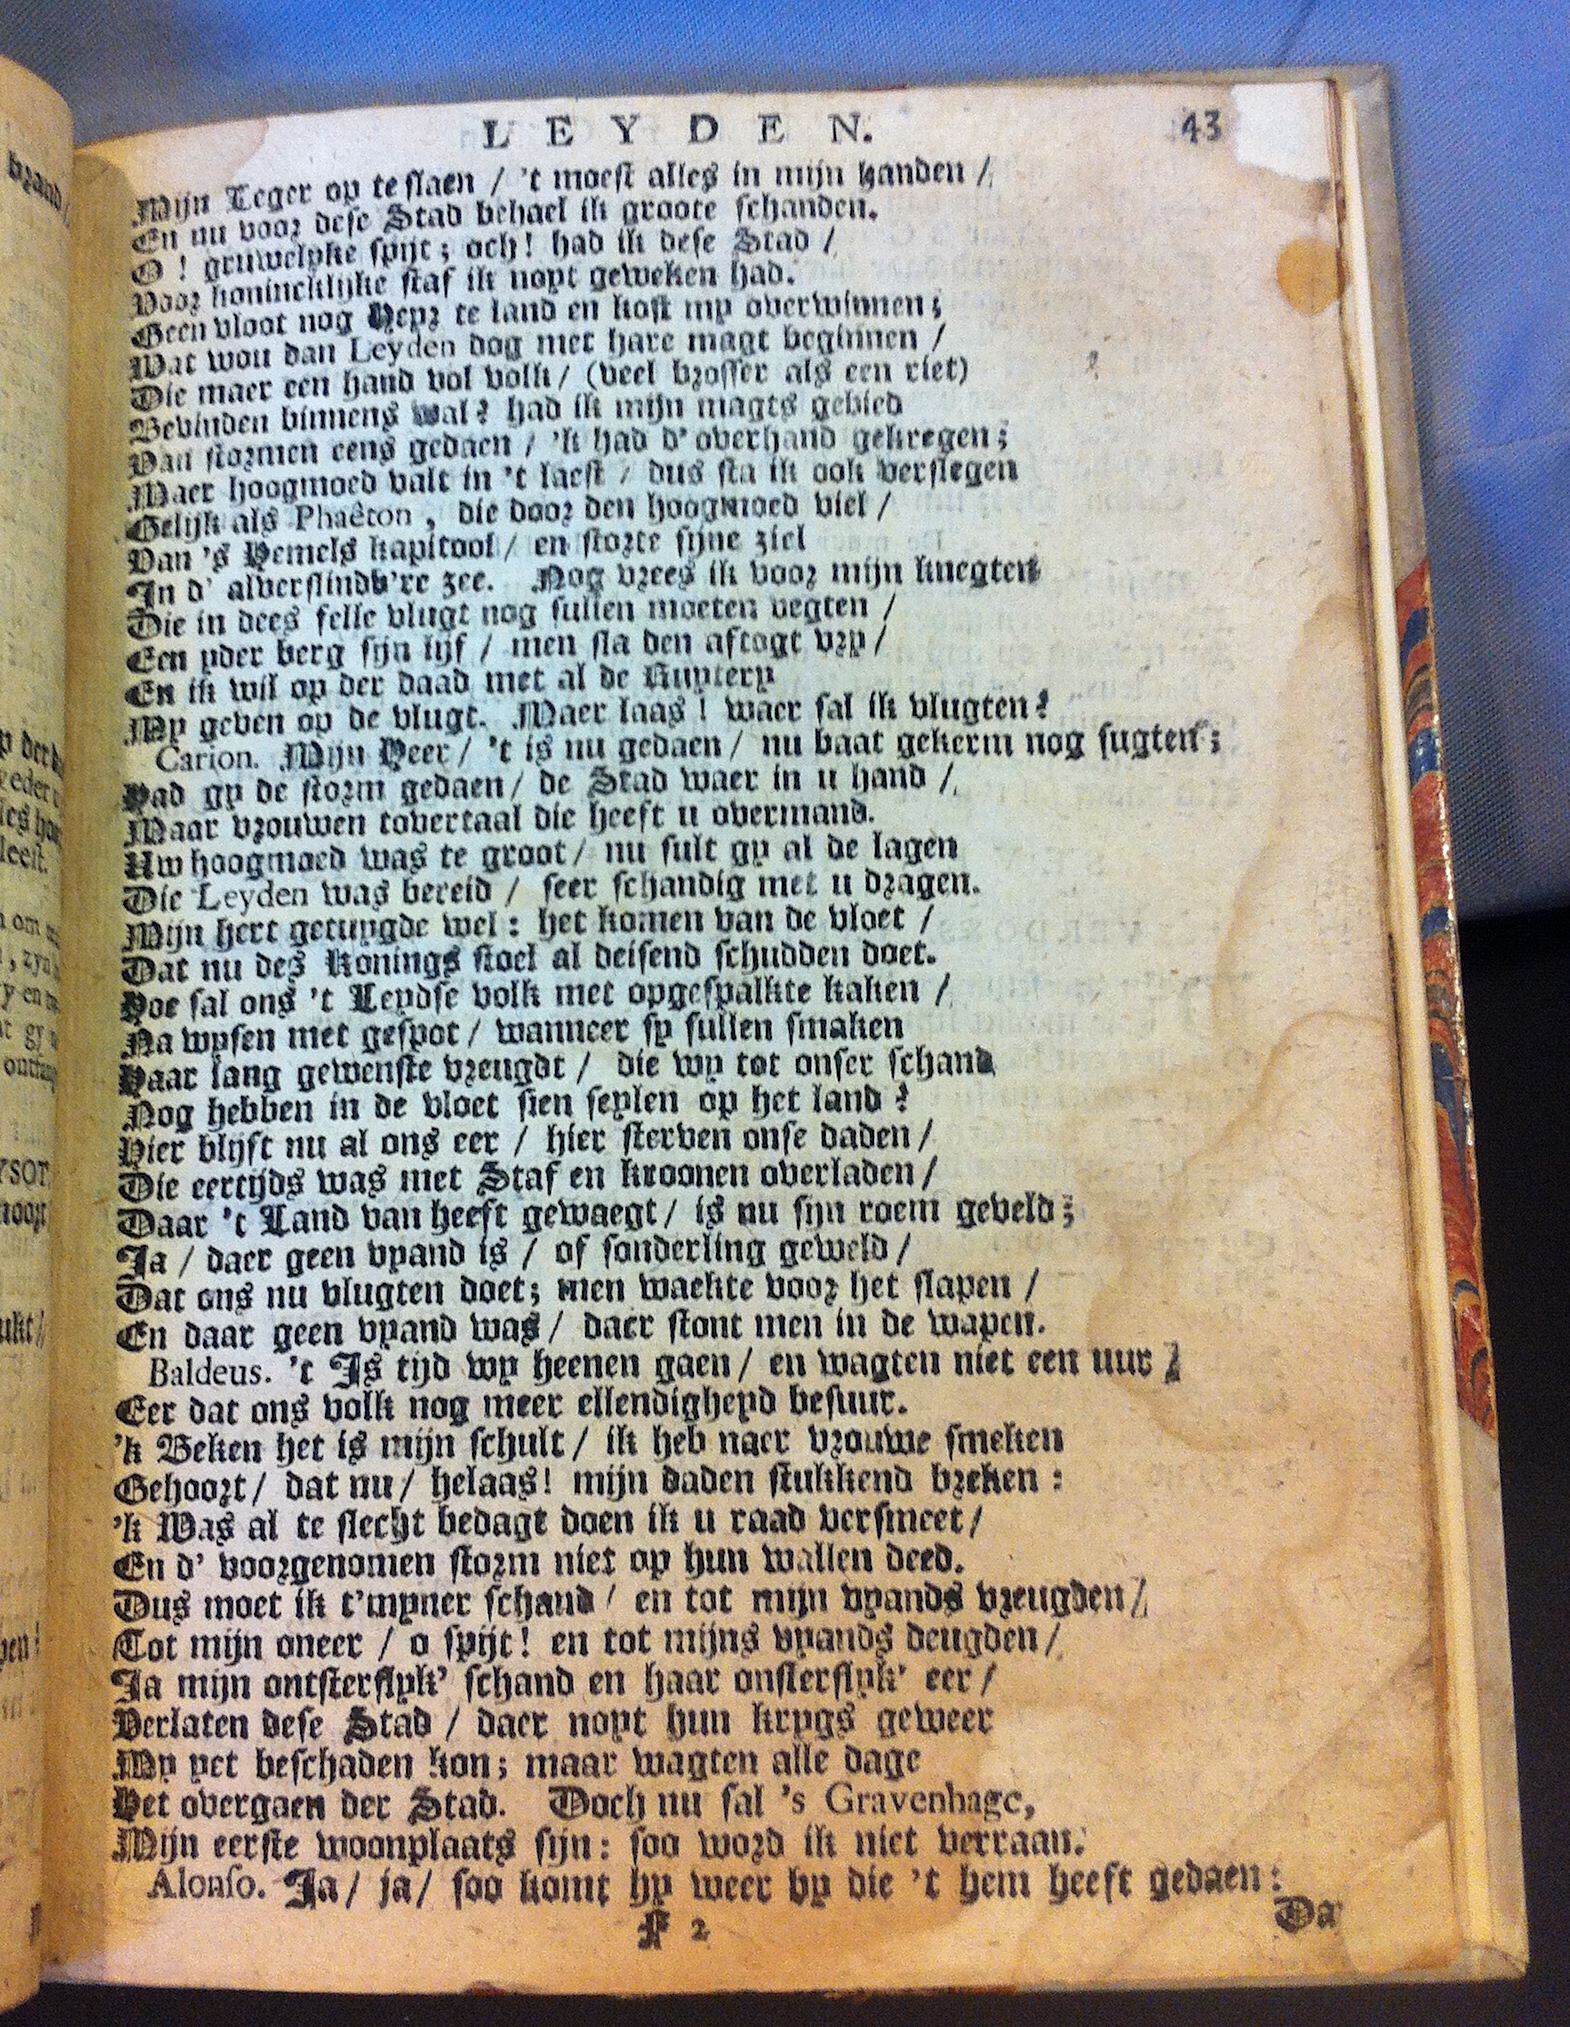 LEYDEN. 43
Mijn Leger op te slaen / 't moest alles in mijn handen /
En nu voor dese Stad behael ik groote schanden.
O ! gruwelyke spijt ; och ! had ik dese Stad /
Voor konincklijke staf ik noyt geweken had.
Geen vloot nog Heyr te land en kost my overwinnen ;
Wat wou dan Leyden dog met hare magt beginnen /
Die maer een hand vol volk / (veel brosser als een riet)
Bevinden binnens wal ? had ik mijn magts gebied
Van stormen eens gedaen / 'k had d' overhand gekregen ;
Maer hoogmoed valt in 't laest / dus sta ik ook verslegen
Gelijk als Phaëton , die door den hoogmoed viel /
Van 's Hemels kapitool / en storte sijne ziel
In d' alverslindb're zee. Nog vrees ik voor mijn knegten
Die in dees felle vlugt nog sullen moeten vegten /
Een yder berg sijn lijf / men sla den aftogt vry /
En ik wil op der daad met al de Ruytery
My geven op de vlugt. Maer laas ! waer sal ik vlugten ?
Carion. Mijn Heer / 't is nu gedaen / nu baat gekerm nog sugten ;
Had gy de storm gedaen / de Stad waer in u hand /
Maar vrouwen tovertaal die heeft u overmand.
Uw hoogmoed was te groot / nu sult gy al de lagen
Die Leyden was bereid / seer schandig met u dragen.
Mijn hert getuygde wel : het komen van de vloet /
Dat nu des Konings stoel al deisend schudden doet.
Hoe sal ons 't Leydse volk met opgespalkte kaken /
Na wysen met gespot / wanneer sy sullen smaken
Haar lang gewenste vreugdt / die wy tot onser schand
Nog hebben in de vloet sien seylen op het land ?
Hier blijft nu al ons eer / hier sterven onse daden /
Die eertijds was met Staf en kroonen overladen /
Daar 't Land van heeft gewaegt / is nu sijn roem geveld ;
Ja / daer geen vyand is / of sonderling geweld /
Dat ons nu vlugten doet ; men waekte voor het slapen /
En daar geen vyand was / daer stont men in de wapen.
Baldeus. 't Is tijd wy heenen gaen / en wagten niet een uur /
Eer dat ons volk nog meer ellendigheyd besuur.
'k Beken het is mijn schult / ik heb naer vrouwe smeken
Gehoort / dat nu / helaas ! mijn daden stukkend breken :
'k Was al te slecht bedagt doen ik u raad versmeet /
En d' voorgenomen storm niet op hun wallen deed.
Dus moet ik t'myner schand / en tot mijn vyands vreugden /
Tot mijn oneer / o spijt ! en tot mijns vyands deugden /
Ja mijn ontsterflyk' schand en haar onsterflyk' eer /
Verlaten dese Stad / daer noyt hun krygs geweer
My yet beschaden kon ; maar wagten alle dage
Het overgaen der Stad. Doch nu sal 's Gravenhage,
Mijn eerste woonplaats sijn : soo word ik niet verraan.
Alonso. Ja / ja / soo komt hy weer by die 't hem heeft gedaen :
F 2 Da